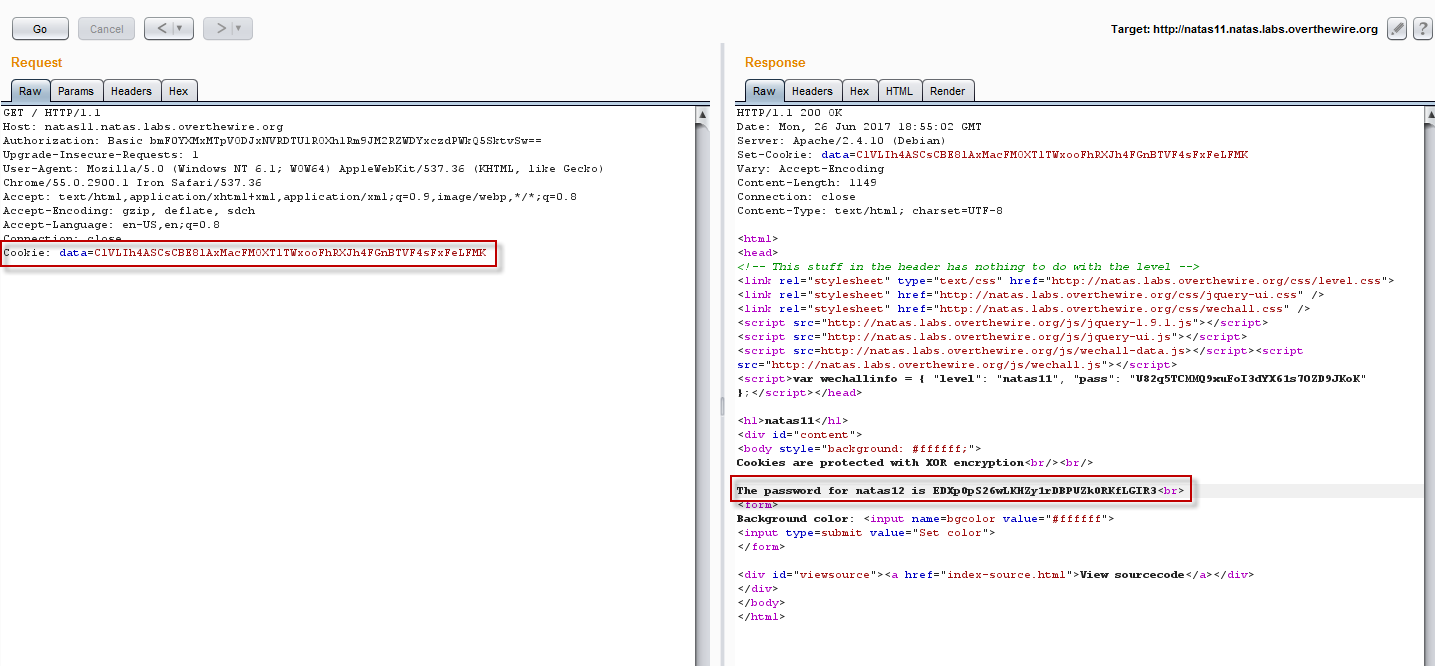 Go
Cancel
<
>
Target: http://natas11.natas.labs.overthewire.org
?
Request
Raw Params Headers Hex
GET / HTTP/1.1
Host: natas11.natas.labs.overthewire.org
Authorization: Basic bmF0YXMxMTpVODJxNVRDTU1ROXh1Rm9JM2RZWDYxczdPWkQ5SktvSw==
Upgrade-Insecure-Requests: 1
User-Agent: Mozilla/5.0 (Windows NT 6.1; WOW64) AppleWebKit/537.36 (KHTML, like Gecko)
Chrome/55.0.2900.1 Iron Safari/537.36
Accept: text/html,application/xhtml+xml,application/xml;q=0.9,image/webp,*/*;q=0.8
Accept-Encoding: gzip, deflate, sdch
Accept-Language: en-US,en;q=0.8
Connection: close
Cookie: data=ClVLIh4ASCsCBE8lAxMacFMOXTlTWxooFhRXJh4FGnBTVF4sFxFeLFMK
Response
Raw Headers Hex HTML Render
HTTP/1.1 200 OK
Date: Mon, 26 Jun 2017 18:55:02 GMT
Server: Apache/2.4.10 (Debian)
Set-Cookie: data=ClVLIh4ASCsCBE8lAxMacFMOXTlTWxooFhRXJh4FGnBTVF4sFxFeLFMK
Vary: Accept-Encoding
Content-Length: 1149
Connection: close
Content-Type: text/html; charset=UTF-8
<html>
<head>
<!-- This stuff in the header has nothing to do with the level -->
<link rel="stylesheet" type="text/css" href="http://natas.labs.overthewire.org/css/level.css">
<link rel="stylesheet" href="http://natas.labs.overthewire.org/css/jquery-ui.css" />
<link rel="stylesheet" href="http://natas.labs.overthewire.org/css/wechall.css" />
<script src="http://natas.labs.overthewire.org/js/jquery-1.9.1.js"></script>
<script src="http://natas.labs.overthewire.org/js/jquery-ui.js"></script>
<script src=http://natas.labs.overthewire.org/js/wechall-data.js></script><script
src="http://natas.labs.overthewire.org/js/wechall.js"></script>
<script>var wechallinfo = { "level": "natas11", "pass": "U82q5TCMMQ9xuFoI3dYX61s7OZD9JKoK"
};</script></head>
<h1>natas11</h1>
<div id="content">
<body style="background: #ffffff;">
Cookies are protected with XOR encryption<br/><br/>
The password for natas12 is EDXp0pS26wLKHZy1rDBPUZk0RKfLGIR3<br>
<form>
Background color: <input name=bgcolor value="#ffffff">
<input type=submit value="Set color">
</form>
<div id="viewsource"><a href="index-source.html">View sourcecode</a></div>
</div>
</body>
</html>